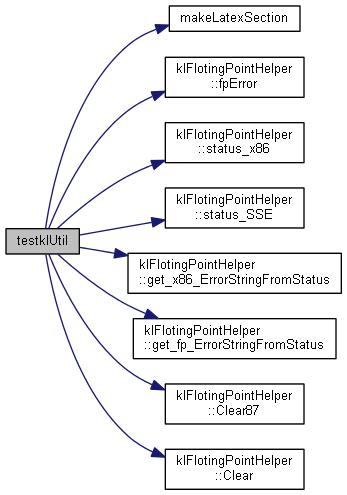 makeLatexSection
klFlotingPointHelper
::fpError
klFlotingPointHelper
::status_x86
klFlotingPointHelper
::status_SSE
testklUtil
klFlotingPointHelper
::get_x86_ErrorStringFromStatus
klFlotingPointHelper
::get_fp_ErrorStringFromStatus
klFlotingPointHelper
::Clear87
klFlotingPointHelper
::Clear